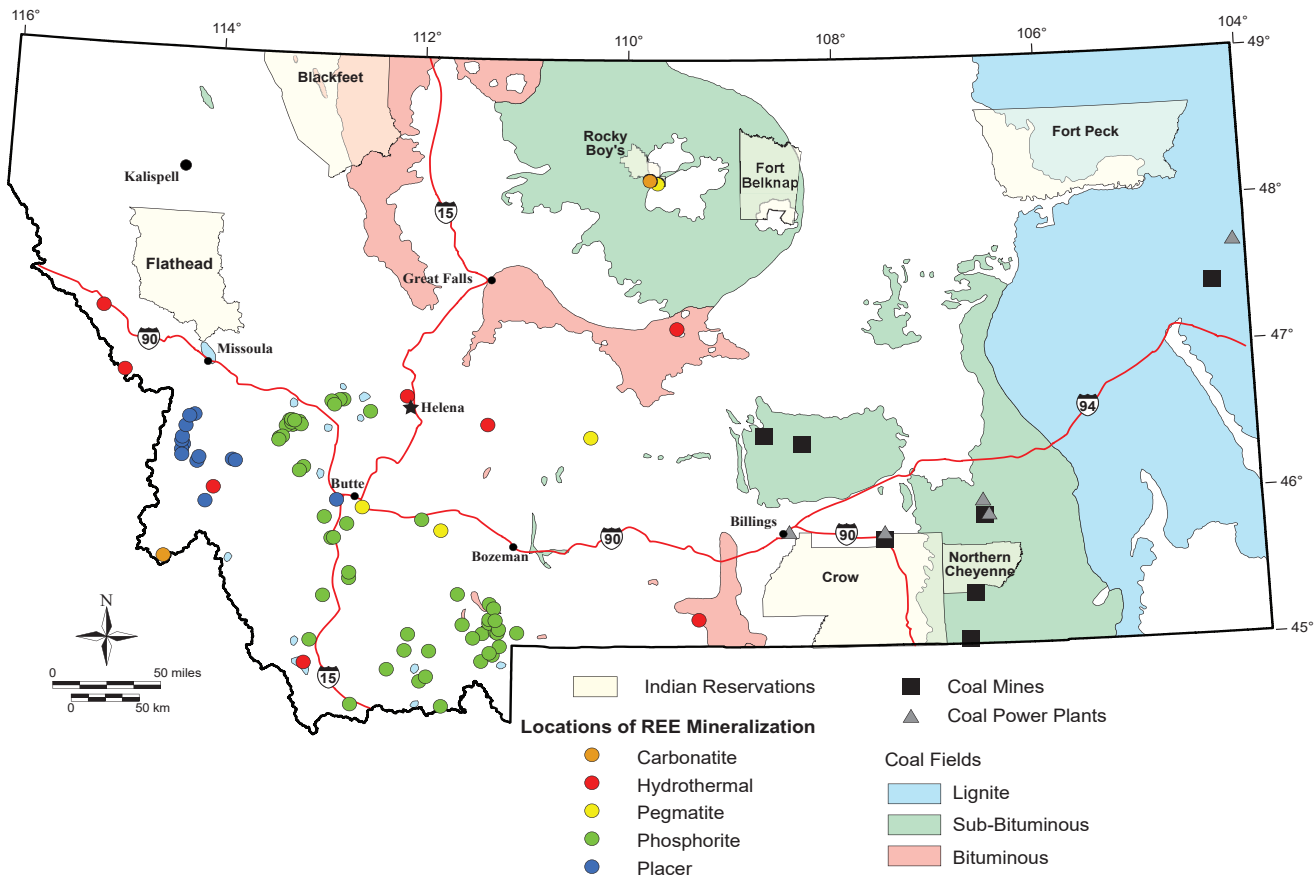 116°
114°
112°
110°
108°
106°
104°
49°
Blackfeet
Rocky
Boy's
Fort
Belknap
Fort Peck
48°
Kalispell
15
Flathead
Great Falls
90
Missoula
47°
94
Helena
46°
Butte
Billings
90
90
Bozeman
Northern
Cheyenne
Crow
45°
N
0 50 miles
0 50 km
15
Indian Reservations
Coal Mines
Coal Power Plants
Locations of REE Mineralization
Carbonatite
Hydrothermal
Pegmatite
Phosphorite
Placer
Coal Fields
Lignite
Sub-Bituminous
Bituminous